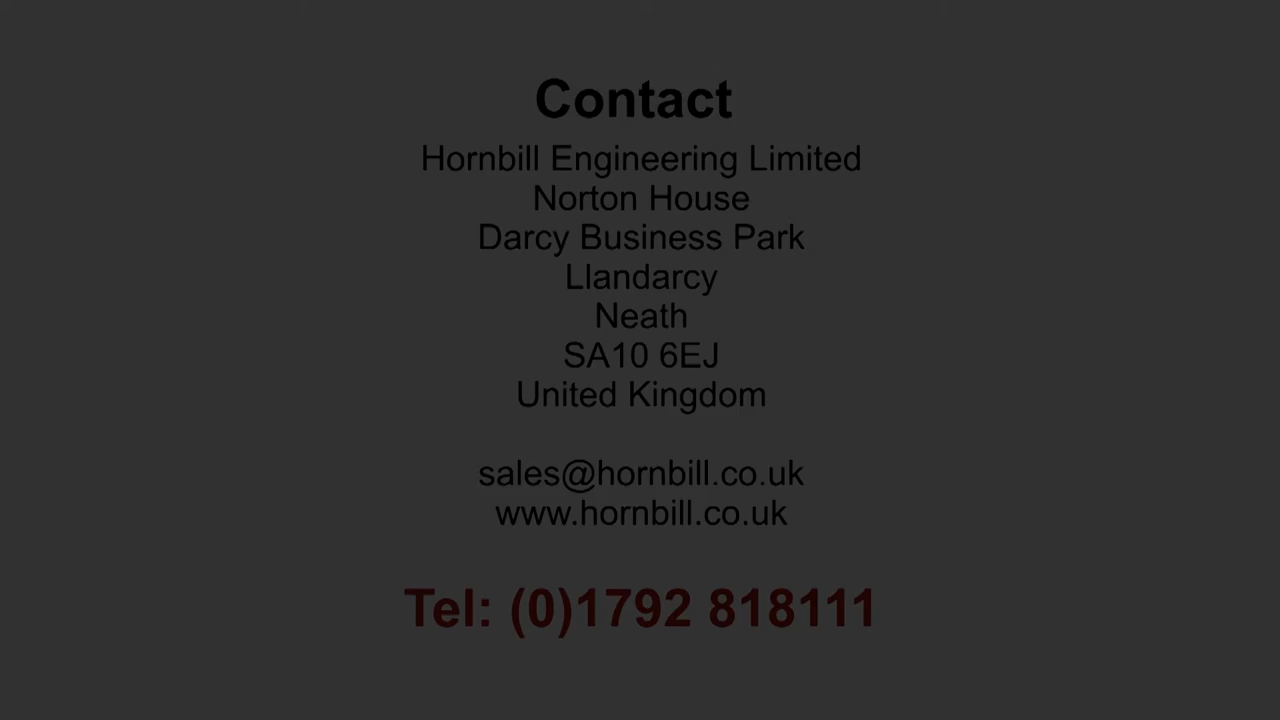 Contact
Hornbill Engineering Limited
Norton House
Darcy Business Park
Llandarcy
Neath
SA10 6EJ
United Kingdom
sales@hornbill.co.uk
www.hornbill.co.uk
Tel: (0)1792 818111